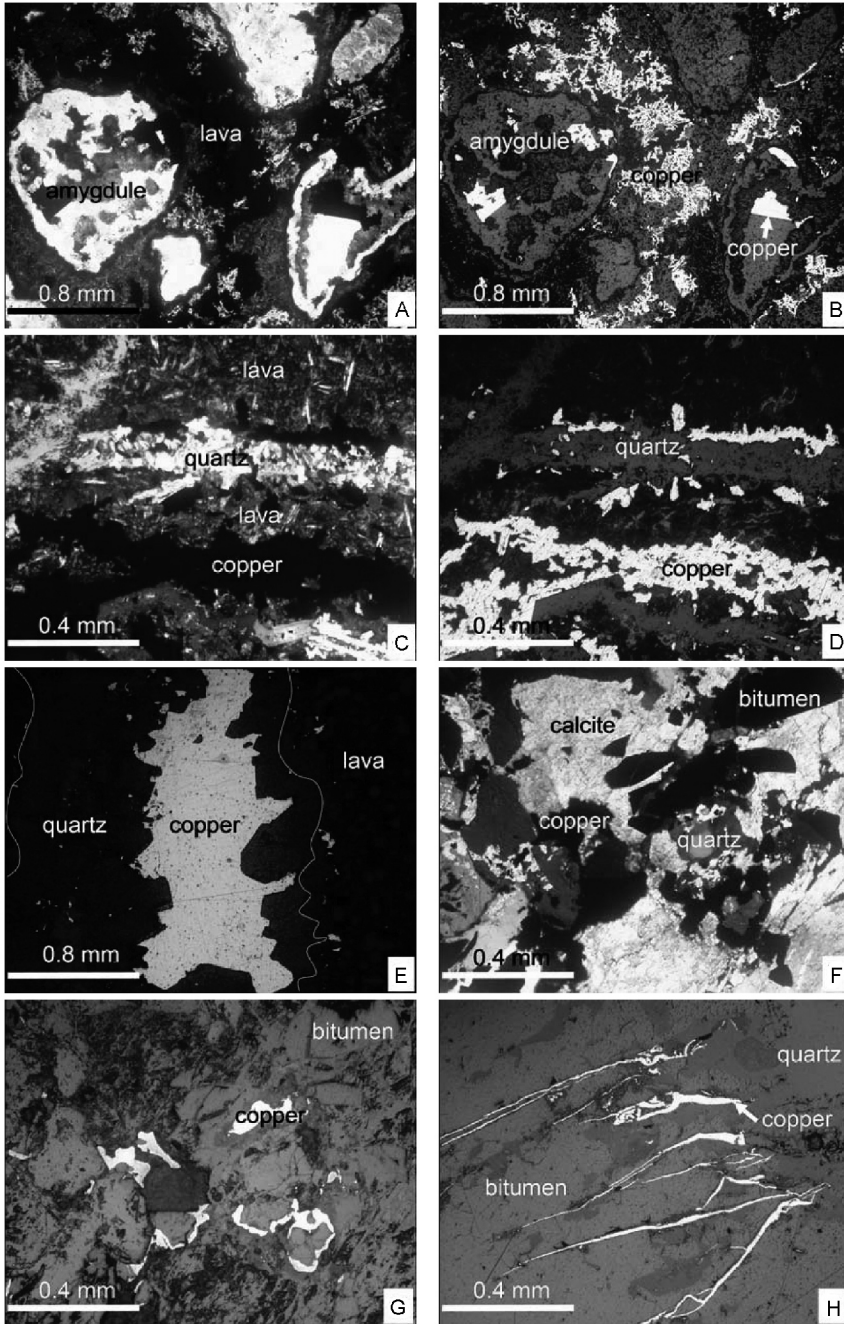 lava
amygdule
0.8 mm
A
amygdule
copper
copper
0.8 mm
B
lava
quartz
lava
copper
0.4 mm
C
quartz
copper
0.4 mm
D
lava
quartz
copper
0.8 mm
E
bitumen
calcite
copper
quartz
0.4 mm
F
bitumen
copper
0.4 mm
G
quartz
copper
bitumen
0.4 mm
H